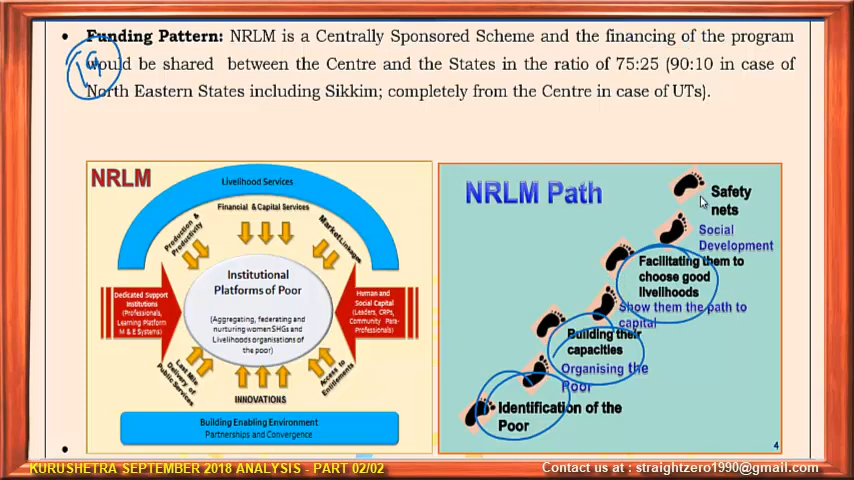 • Funding Pattern: NRLM is a Centrally Sponsored Scheme and the financing of the program
would be shared between the Centre and the States in the ratio of 75:25 (90:10 in case of
North Eastern States including Sikkim; completely from the Centre in case of UTs).
NRLM
Livelihood Services
Financial & Capital Services
Production &
Productivity
Market Linkages
Dedicated Support
Institutions
(Professionals,
Learning Platform
M & E Systems)
Institutional
Platforms of Poor
(Aggregating, federating and
nurturing women SHGs and
Livelihoods organisations of
the poor)
Human and
Social Capital
(Leaders, CRPs,
Community Para-
Professionals)
Last Mile
Delivery of
Public Services
INNOVATIONS
Access to
Entitlements
Building Enabling Environment
Partnerships and Convergence
NRLM Path
Safety
nets
Social
Development
Facilitating them to
choose good
livelihoods
Show them the path to
capital
Building their
capacities
Organising the
Poor
Identification of the
Poor
4
•
KURUSHETRA SEPTEMBER 2018 ANALYSIS - PART 02/02
Contact us at : straightzero1990@gmail.com